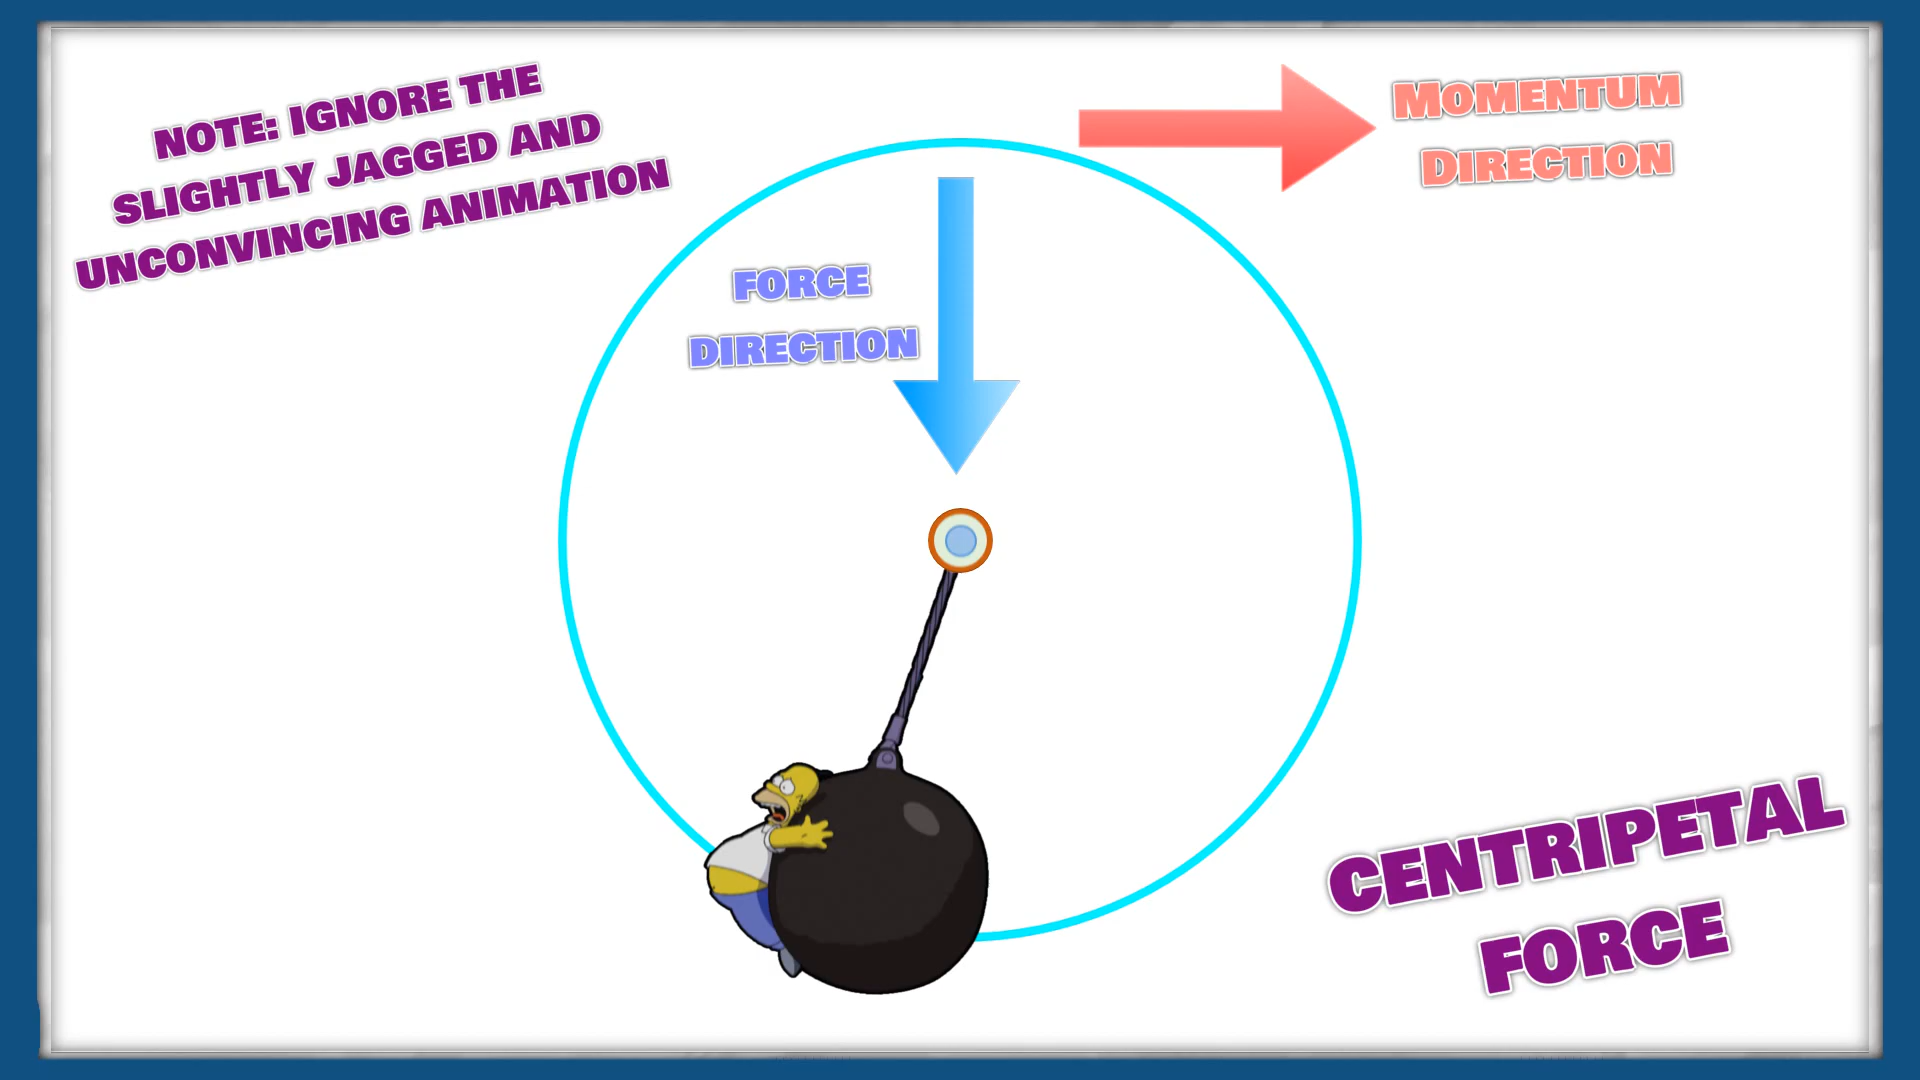 NOTE: IGNORE THE
SLIGHTLY JAGGED AND
UNCONVINCING ANIMATION
MOMENTUM
DIRECTION
FORCE
DIRECTION
CENTRIPETAL
FORCE